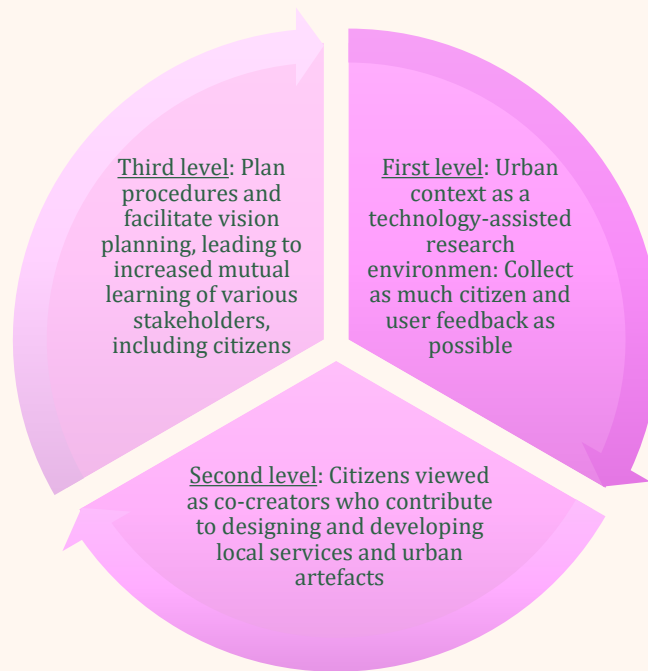 First level: Urban
context as a
technology-assisted
research
environmen: Collect
as much citizen and
user feedback as
possible
Second level: Citizens viewed
as co-creators who contribute
to designing and developing
local services and urban
artefacts
Third level: Plan
procedures and
facilitate vision
planning, leading to
increased mutual
learning of various
stakeholders,
including citizens